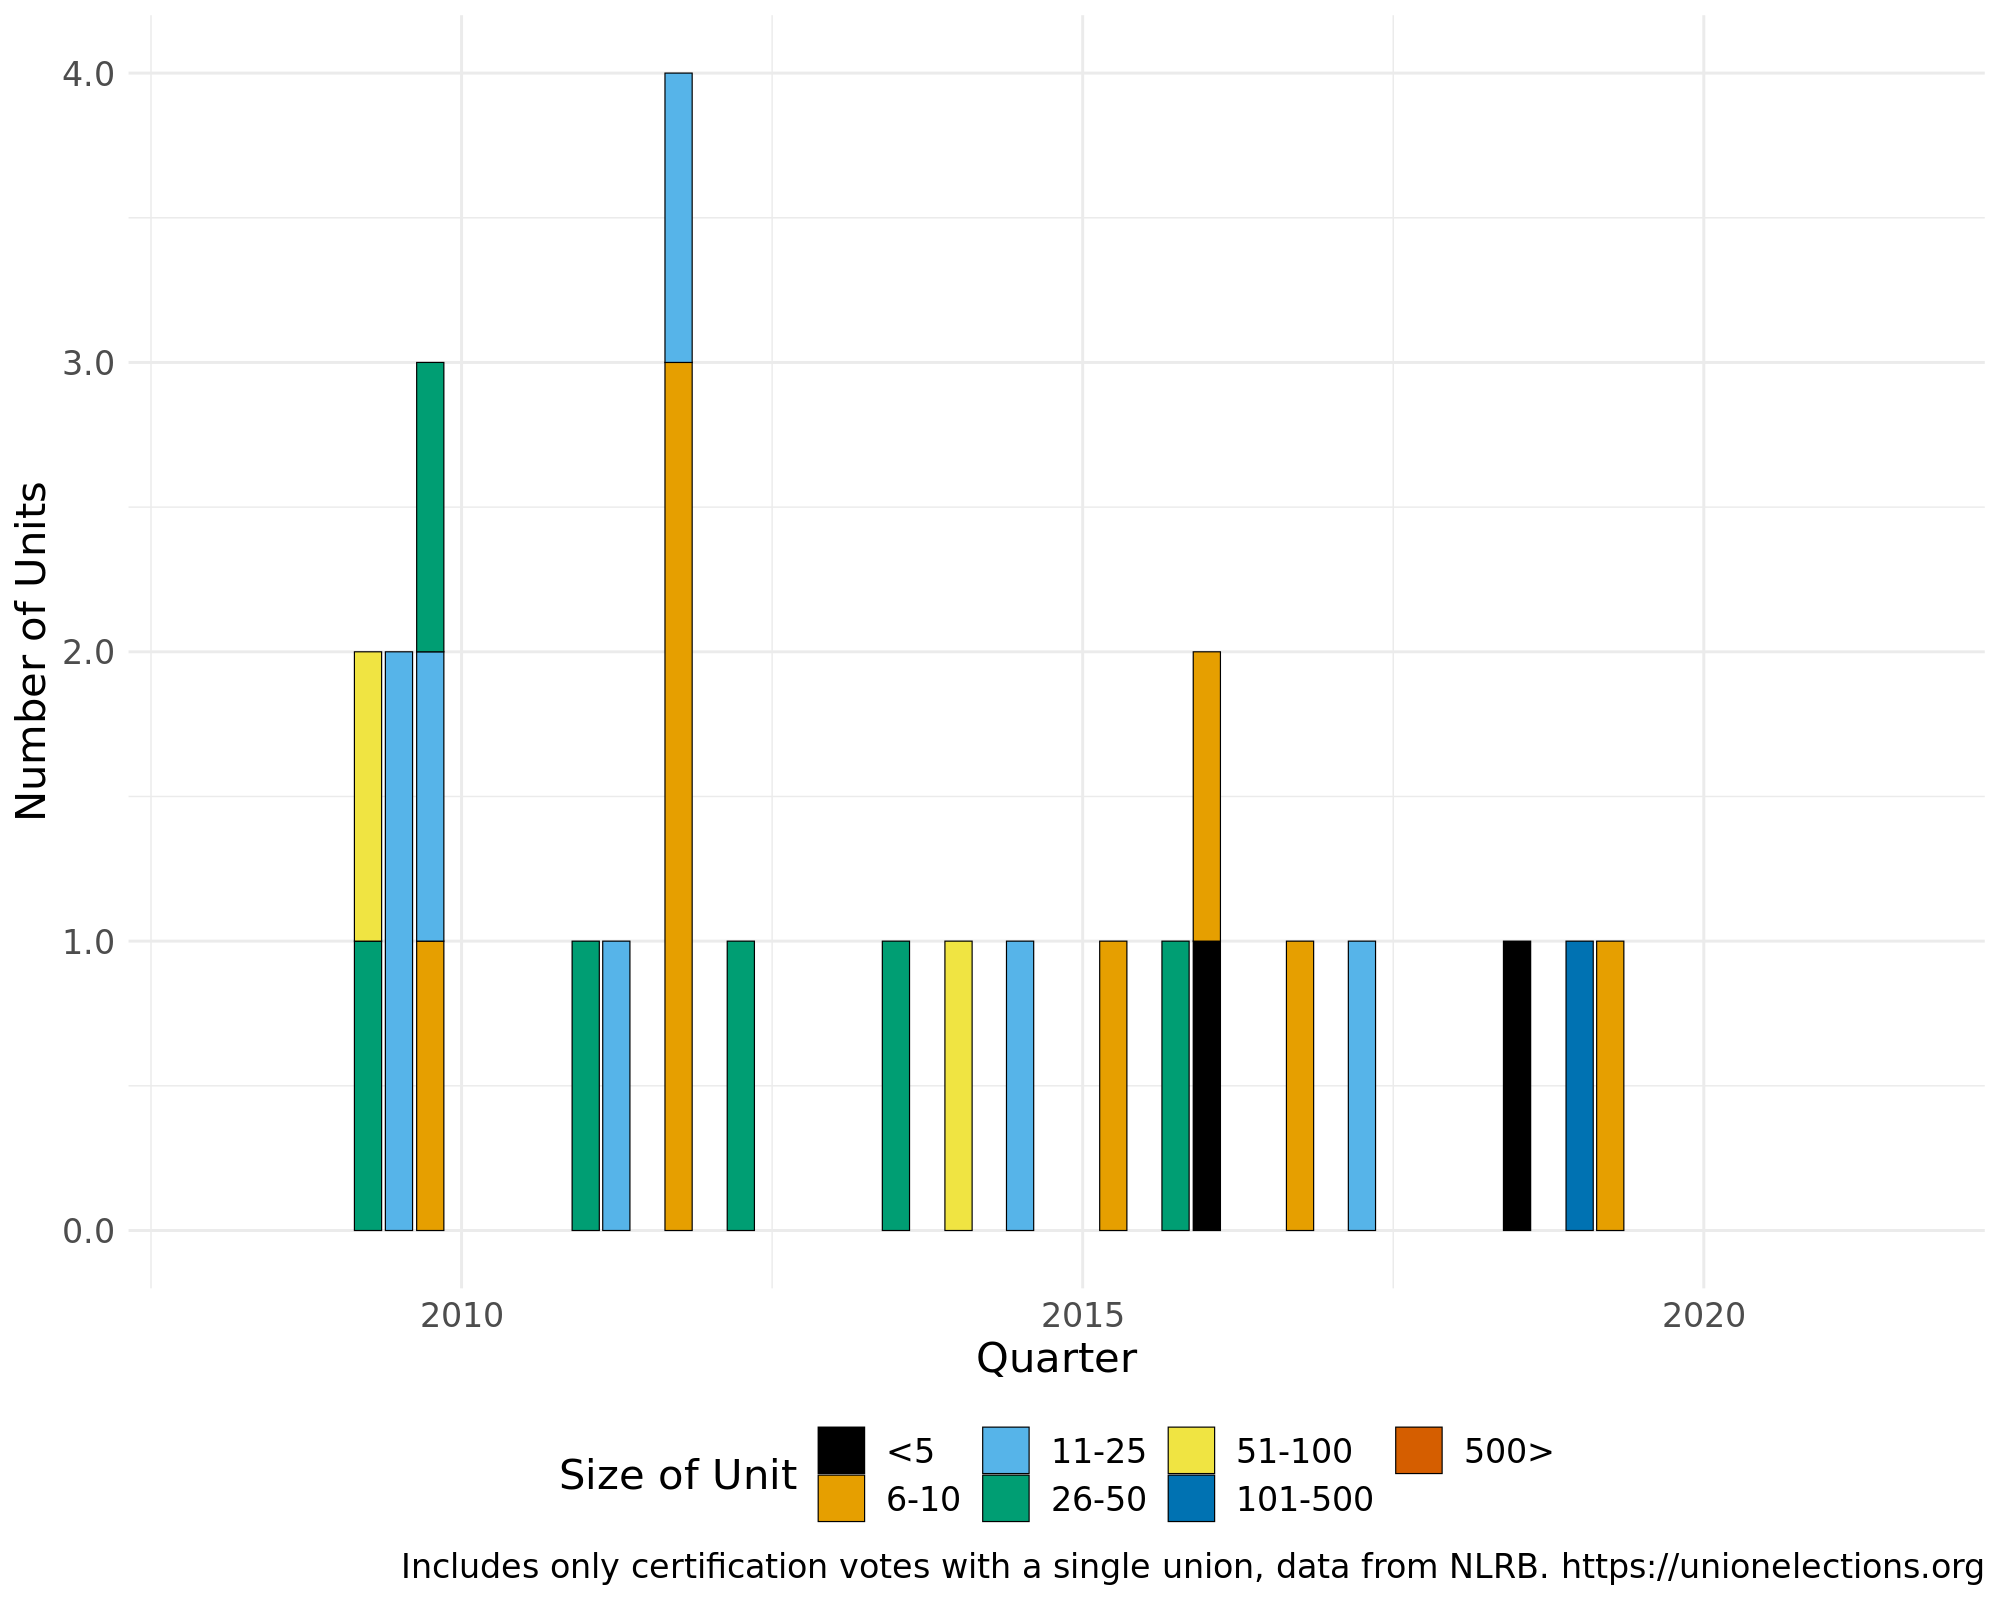 4.0
3.0
2.0
1.0
0.0
Number of Units
2010 2015 2020
Quarter
Size of Unit
<5 11-25 51-100 500>
6-10 26-50 101-500
Includes only certification votes with a single union, data from NLRB. https://unionelections.org